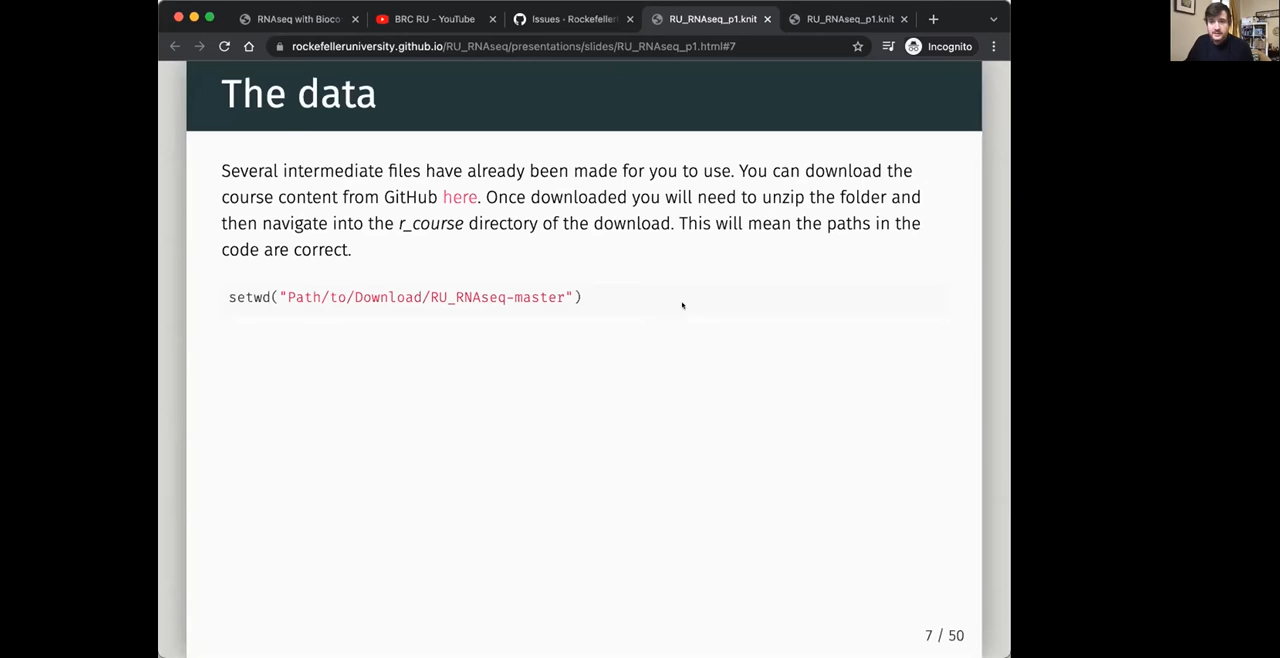 RNAseq with Bioco
BRC RU - YouTube
Issues · Rockefeller
RU_RNAseq_p1.knit
RU_RNAseq_p1.knit
rockefelleruniversity.github.io/RU_RNAseq/presentations/slides/RU_RNAseq_p1.html#7
Incognito
The data
Several intermediate files have already been made for you to use. You can download the
course content from GitHub here. Once downloaded you will need to unzip the folder and
then navigate into the r_course directory of the download. This will mean the paths in the
code are correct.
setwd("Path/to/Download/RU_RNAseq-master")
7 / 50